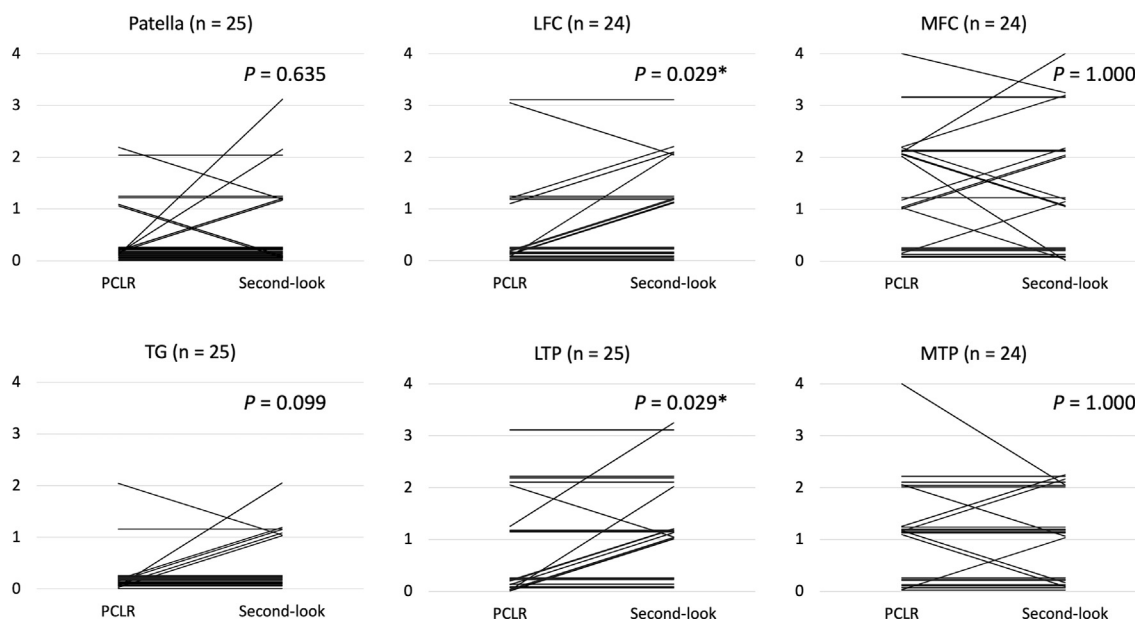 Patella (n = 25)
4
3
2
1
0
P = 0.635
PCLR
Second-look
LFC (n = 24)
4
3
2
1
0
P = 0.029*
PCLR
Second-look
MFC (n = 24)
4
3
2
1
0
P = 1.000
PCLR
Second-look
TG (n = 25)
4
3
2
1
0
P = 0.099
PCLR
Second-look
LTP (n = 25)
4
3
2
1
0
P = 0.029*
PCLR
Second-look
MTP (n = 24)
4
3
2
1
0
P = 1.000
PCLR
Second-look